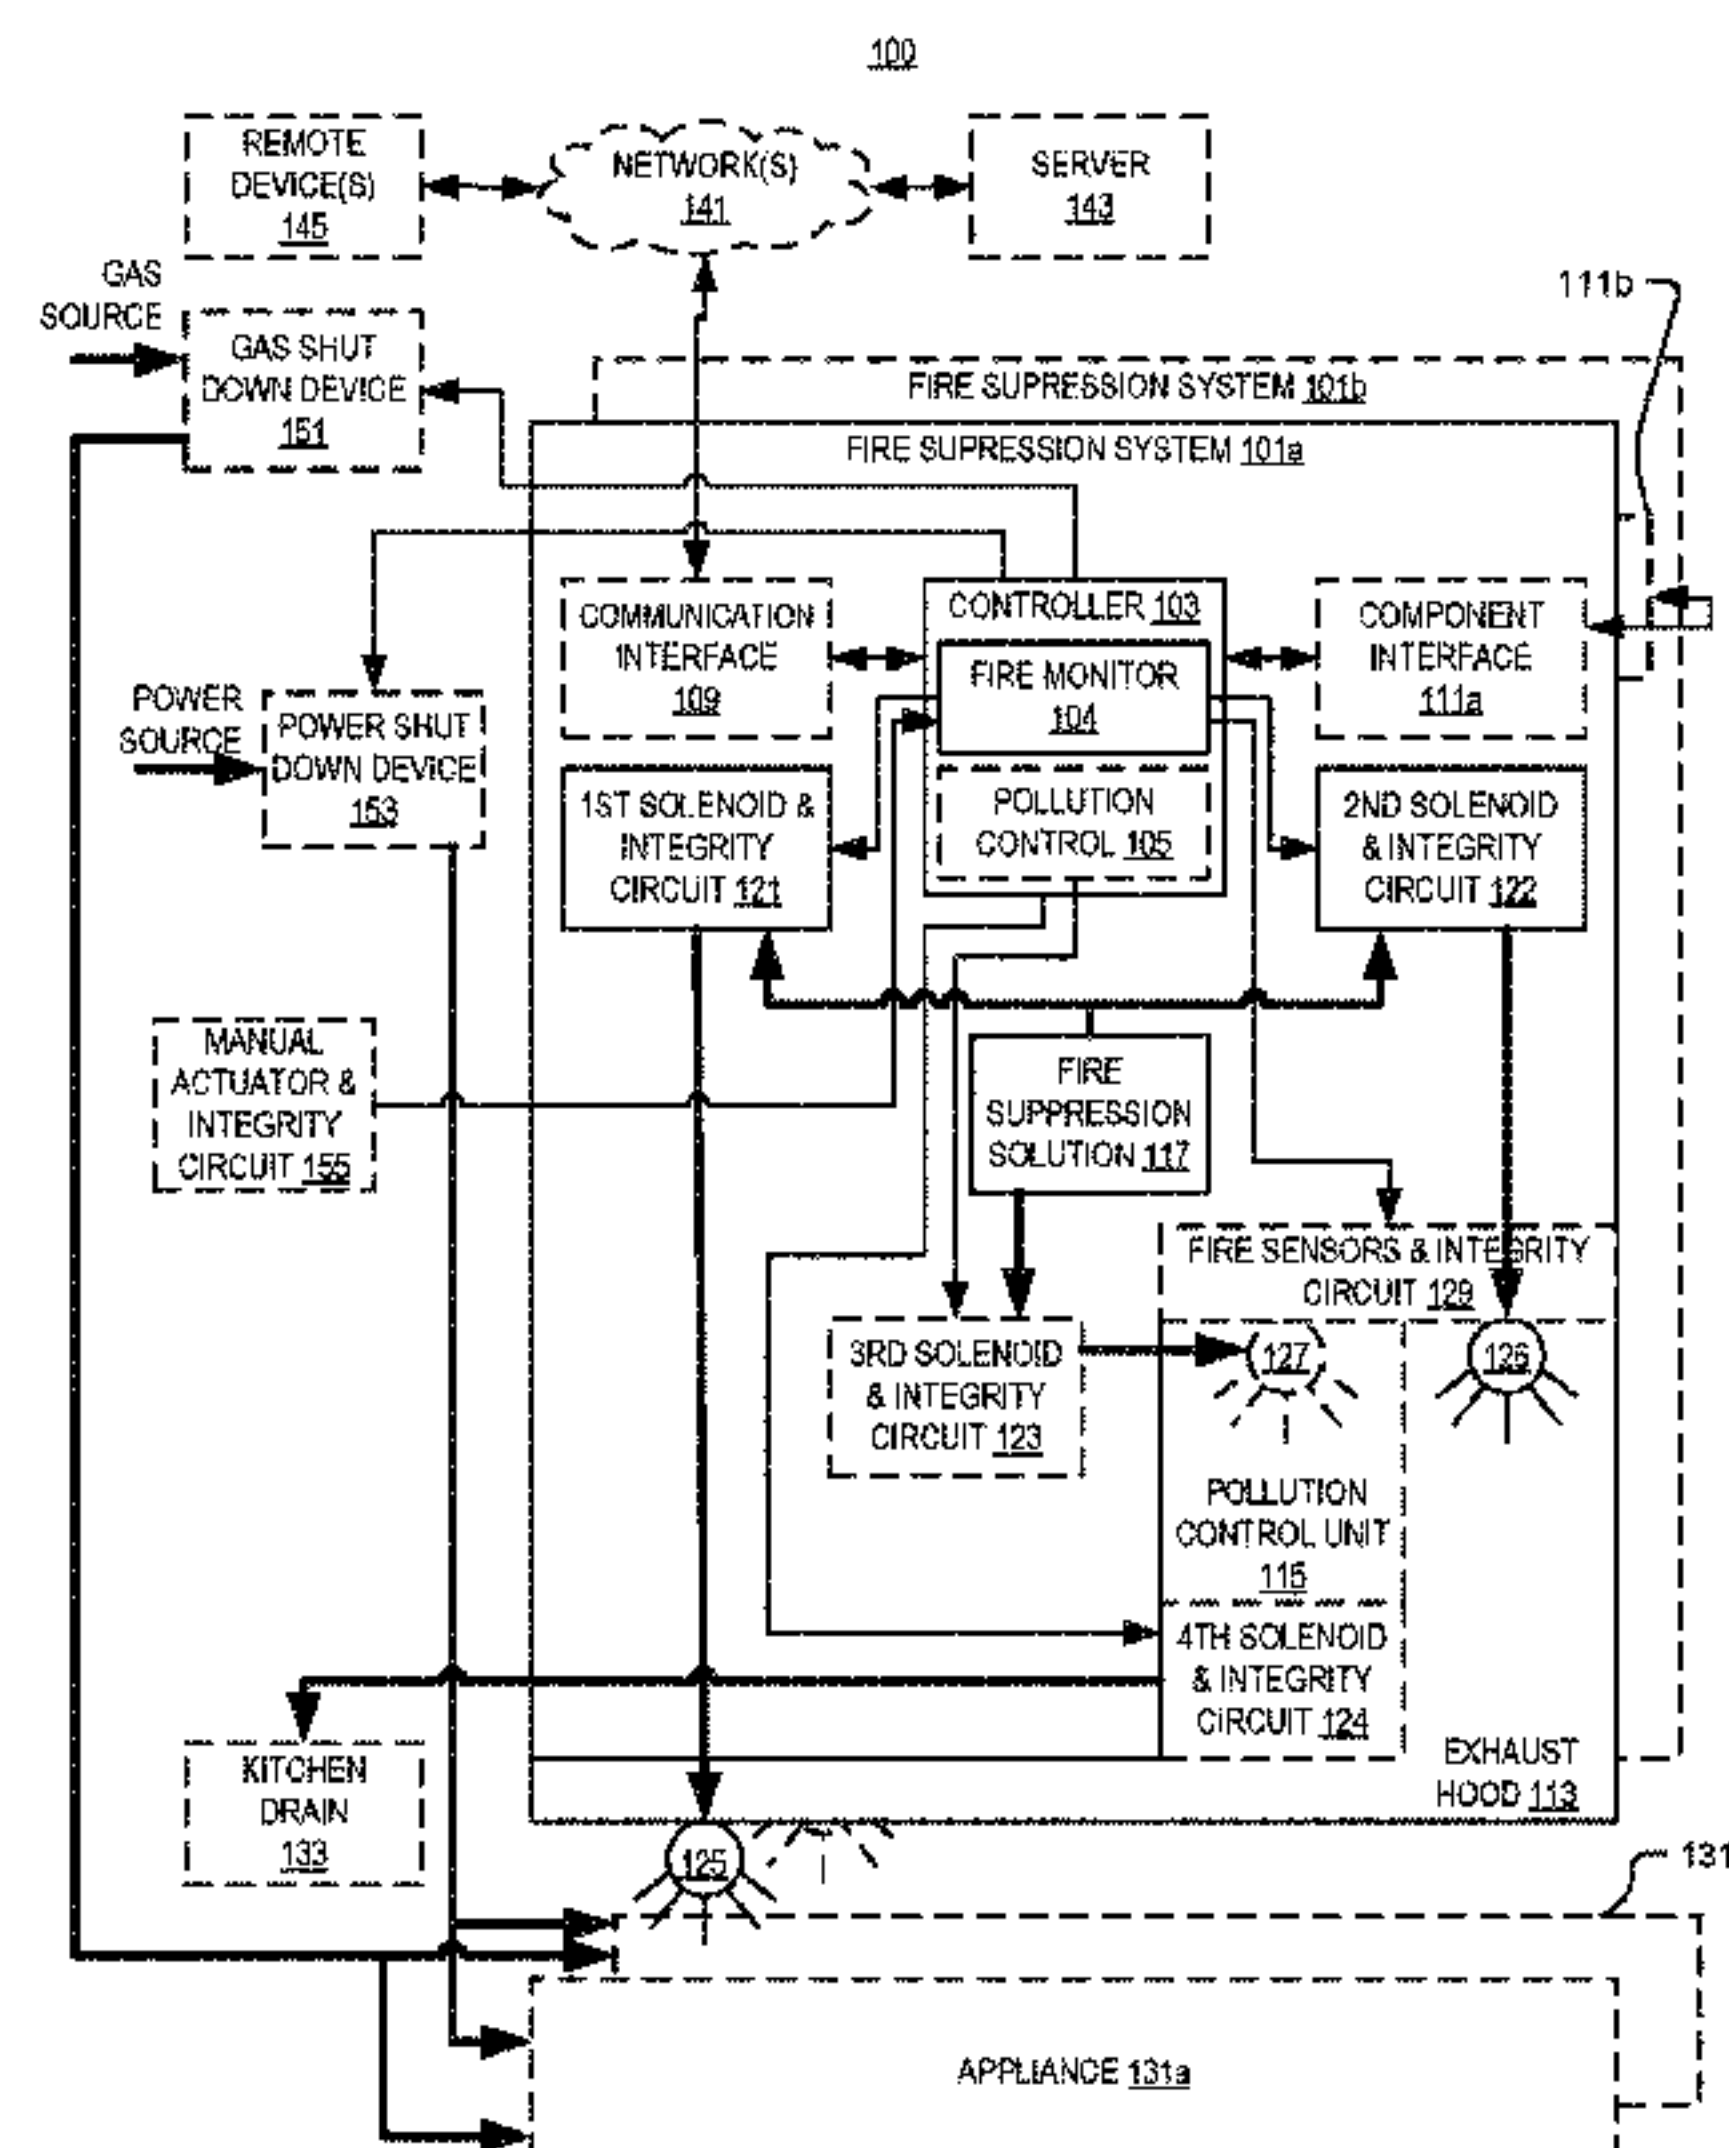 100
REMOTE
DEVICE(S)
145
NETWORK(S)
141
SERVER
143
GAS
SOURCE
GAS SHUT
DOWN DEVICE
151
111b
FIRE SUPRESSION SYSTEM 101b
FIRE SUPRESSION SYSTEM 101a
COMMUNICATION
INTERFACE
109
CONTROLLER 103
FIRE MONITOR
104
COMPONENT
INTERFACE
111a
POWER
SOURCE
POWER SHUT
DOWN DEVICE
153
1ST SOLENOID &
INTEGRITY
CIRCUIT 121
POLLUTION
CONTROL 105
2ND SOLENOID
& INTEGRITY
CIRCUIT 122
MANUAL
ACTUATOR &
INTEGRITY
CIRCUIT 155
FIRE
SUPPRESSION
SOLUTION 117
FIRE SENSORS & INTEGRITY
CIRCUIT 129
3RD SOLENOID
& INTEGRITY
CIRCUIT 123
127
126
POLLUTION
CONTROL UNIT
115
4TH SOLENOID
& INTEGRITY
CIRCUIT 124
EXHAUST
HOOD 113
KITCHEN
DRAIN
133
125
131
APPLIANCE 131a